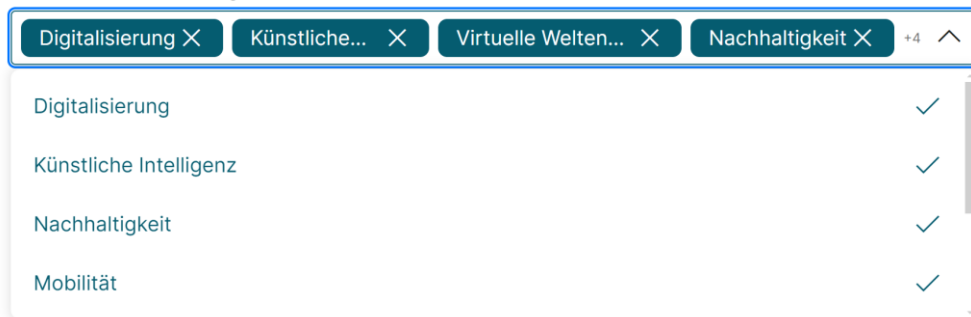 Digitalisierung Künstliche... Virtuelle Welten... Nachhaltigkeit +4
Digitalisierung
Künstliche Intelligenz
Nachhaltigkeit
Mobilität